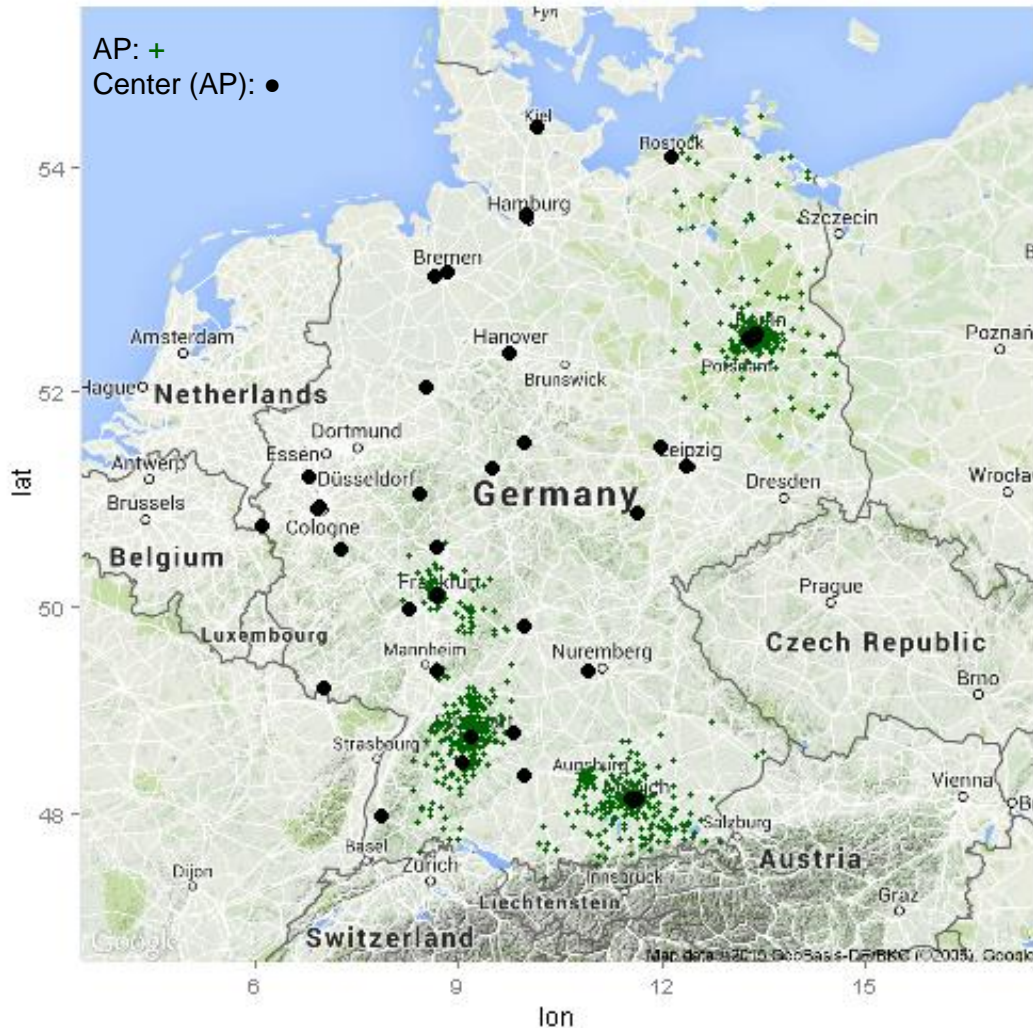 AP: +
Center (AP): ●
Fyn
Kiel
Rostock
54
Hamburg
Szczecin
Bremen
Berlin
Amsterdam
Hanover
Poznań
Potsdam
Brunswick
Hague
52
Netherlands
Dortmund
Essen
Leipzig
Antwerp
Düsseldorf
Germany
Dresden
Wrocła
lat
Brussels
Cologne
Belgium
Frankfurt
Prague
50
Luxembourg
Mannheim
Nuremberg
Czech Republic
Brno
Strasbourg
Augsburg
Munich
Vienna
48
Salzburg
Basel
Zürich
Austria
Dijon
Innsbruck
Liechtenstein
Graz
Switzerland
Google
6
9
12
15
lon